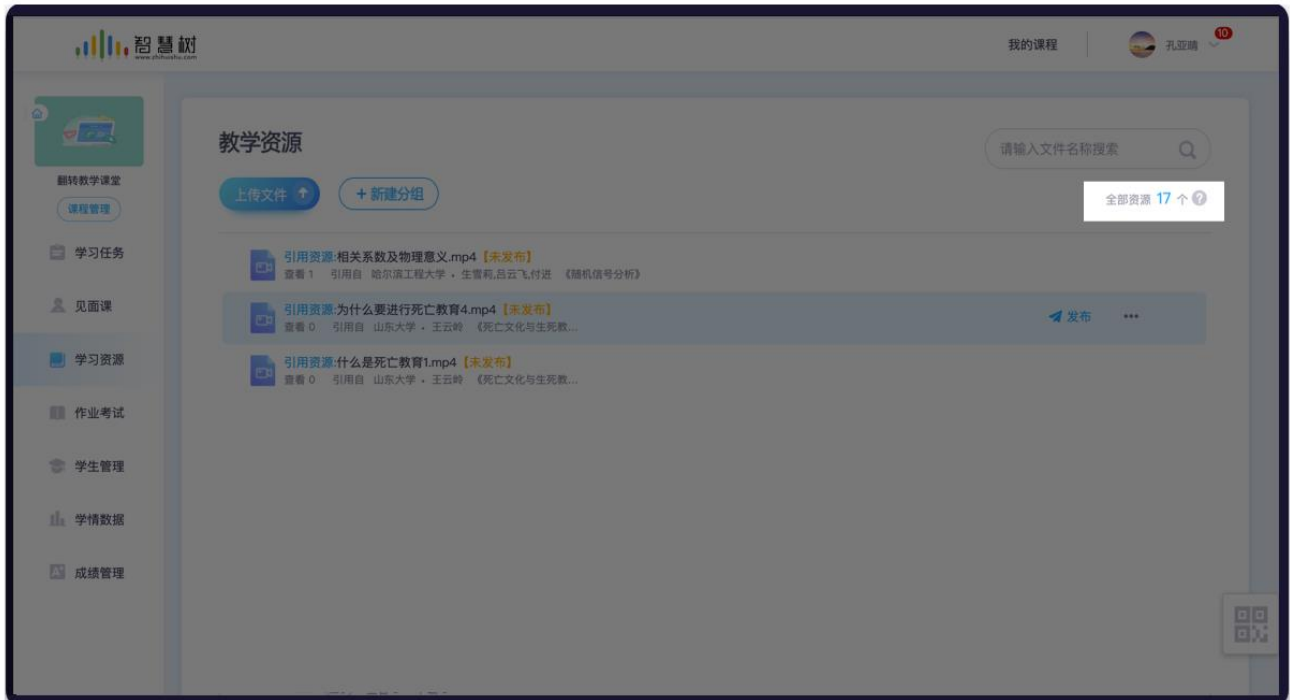 智慧树
www.zhihuishu.com
我的课程
孔亚晴
10
翻转教学课堂
课程管理
学习任务
见面课
学习资源
作业考试
学生管理
学情数据
成绩管理
教学资源
请输入文件名称搜索
上传文件
+ 新建分组
全部资源 17 个 ?
引用资源:相关系数及物理意义.mp4【未发布】
查看 1 引用自 哈尔滨工程大学 · 生雪莉,吕云飞,付进 《随机信号分析》
引用资源:为什么要进行死亡教育4.mp4【未发布】
查看 0 引用自 山东大学 · 王云岭 《死亡文化与生死教...
发布 •••
引用资源:什么是死亡教育1.mp4【未发布】
查看 0 引用自 山东大学 · 王云岭 《死亡文化与生死教...